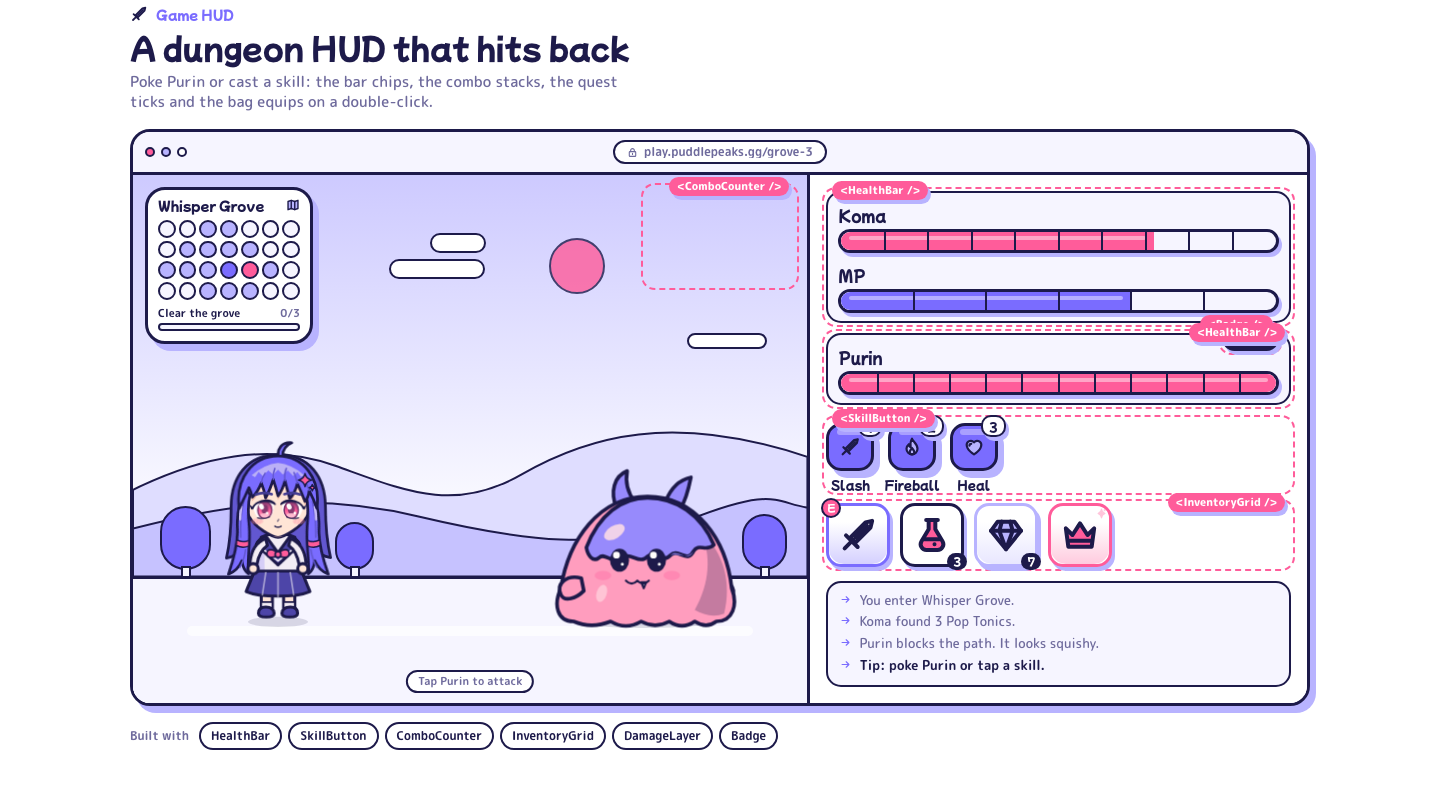 Game HUD
A dungeon HUD that hits back
Poke Purin or cast a skill: the bar chips, the combo stacks, the quest
ticks and the bag equips on a double-click.
play.puddlepeaks.gg/grove-3
Whisper Grove
Clear the grove 0/3
<ComboCounter />
Tap Purin to attack
<HealthBar />
Koma
MP
<HealthBar />
Purin
<SkillButton />
3
Slash Fireball Heal
<InventoryGrid />
E
3
7
You enter Whisper Grove.
Koma found 3 Pop Tonics.
Purin blocks the path. It looks squishy.
Tip: poke Purin or tap a skill.
Built with HealthBar SkillButton ComboCounter InventoryGrid DamageLayer Badge